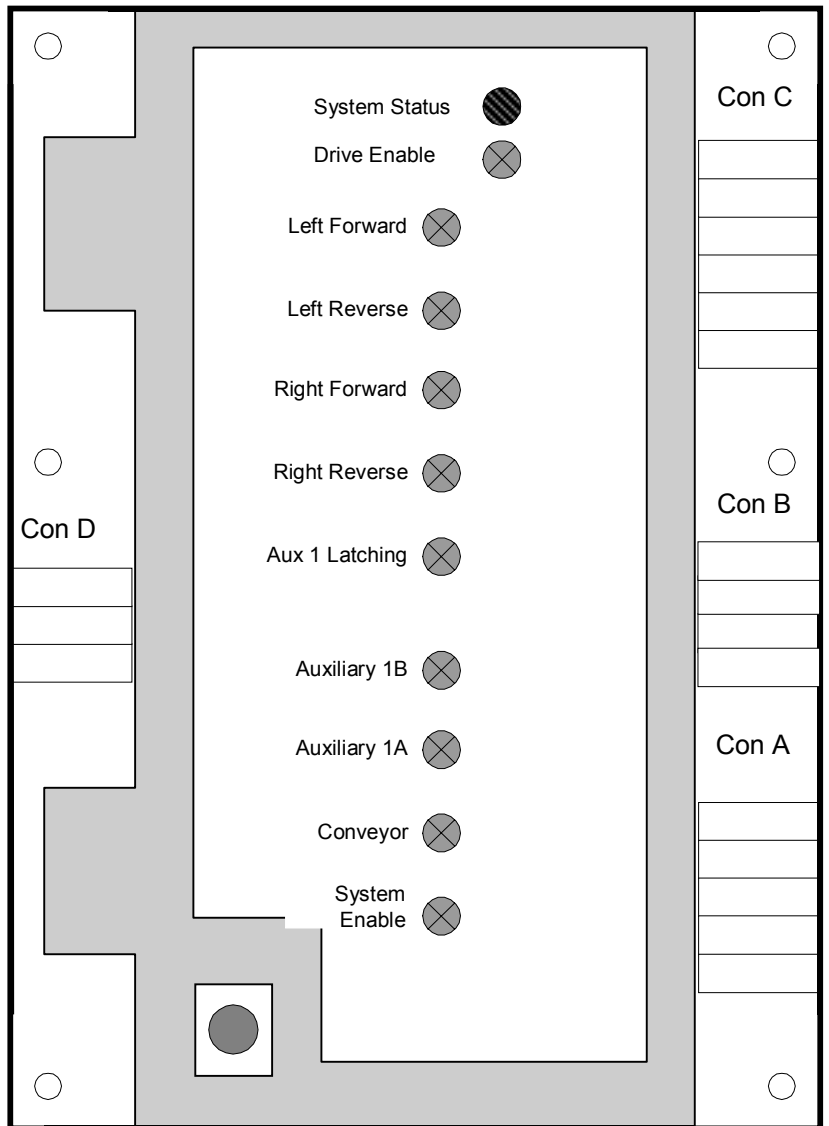 System Status
Drive Enable
Left Forward
Left Reverse
Right Forward
Right Reverse
Aux 1 Latching
Auxiliary 1B
Auxiliary 1A
Conveyor
System
Enable
Con C
Con B
Con A
Con D